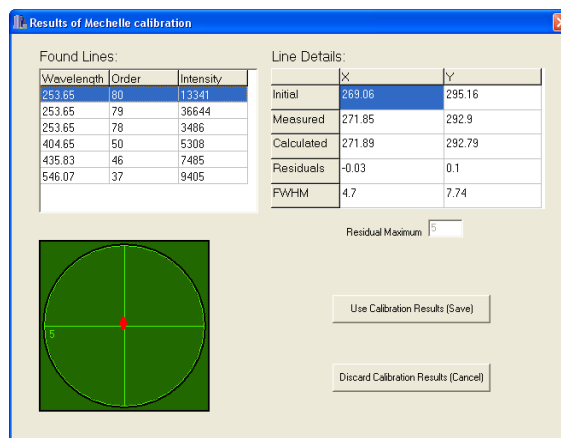 Results of Mechelle calibration
Found Lines:
Wavelength Order Intensity
253.65 80 13341
253.65 79 36644
253.65 78 3486
404.65 50 5308
435.83 46 7485
546.07 37 9405
Line Details:
X Y
Initial 269.06 295.16
Measured 271.85 292.9
Calculated 271.89 292.79
Residuals -0.03 0.1
FWHM 4.7 7.74
Residual Maximum 5
5
Use Calibration Results (Save)
Discard Calibration Results (Cancel)